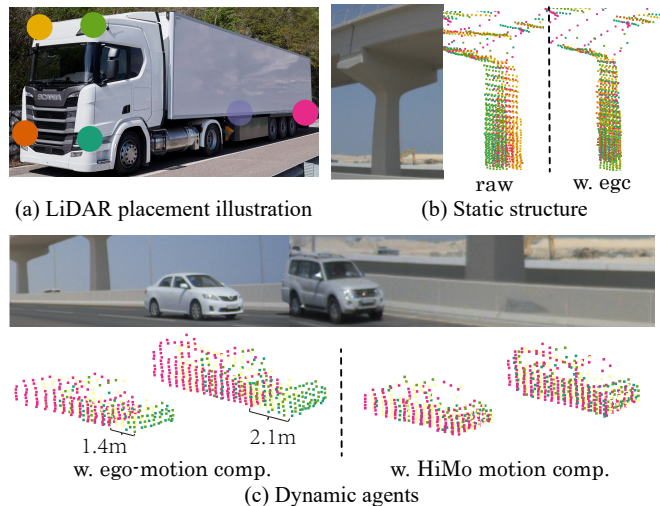 SCANIA
raw
w. egc
(a) LiDAR placement illustration
(b) Static structure
1.4m
2.1m
w. ego-motion comp.
w. HiMo motion comp.
(c) Dynamic agents